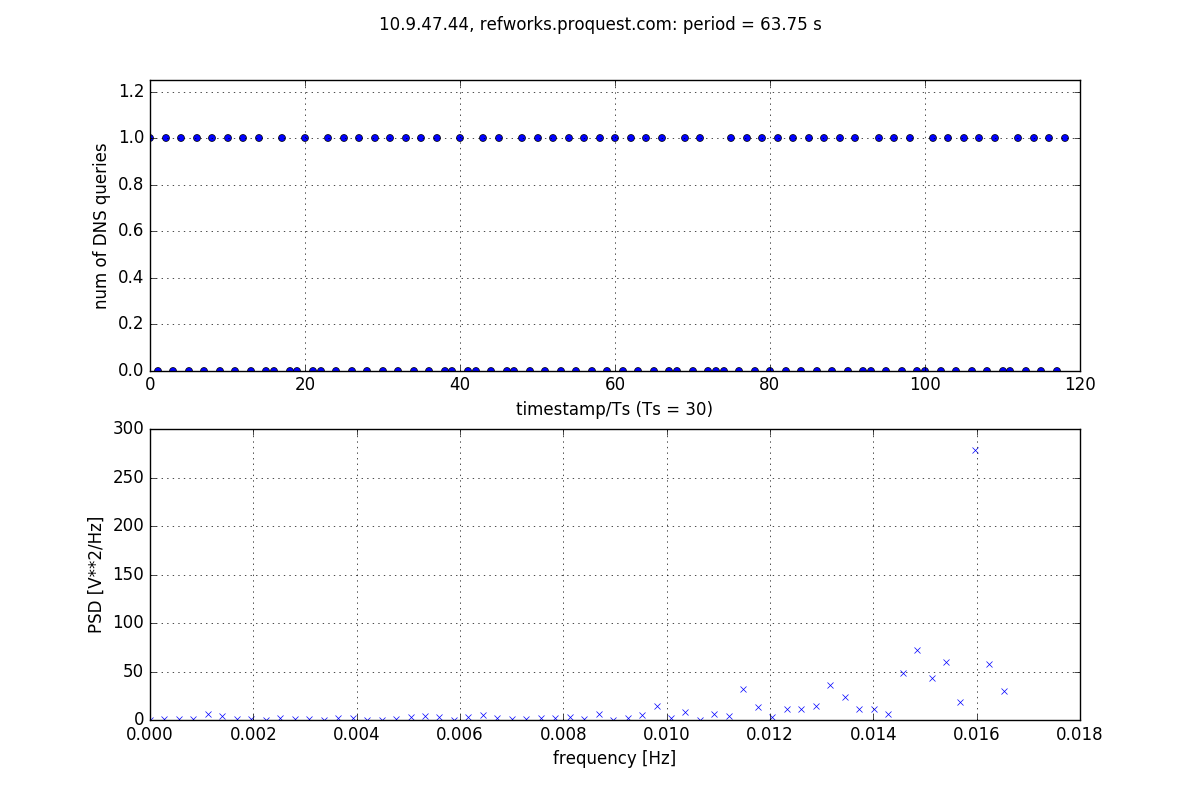 10.9.47.44, refworks.proquest.com: period = 63.75 s
1.2
1.0
0.8
0.6
0.4
0.2
0.0
num of DNS queries
0 20 40 60 80 100 120
timestamp/Ts (Ts = 30)
300
250
200
150
100
50
0
PSD [V**2/Hz]
0.000 0.002 0.004 0.006 0.008 0.010 0.012 0.014 0.016 0.018
frequency [Hz]